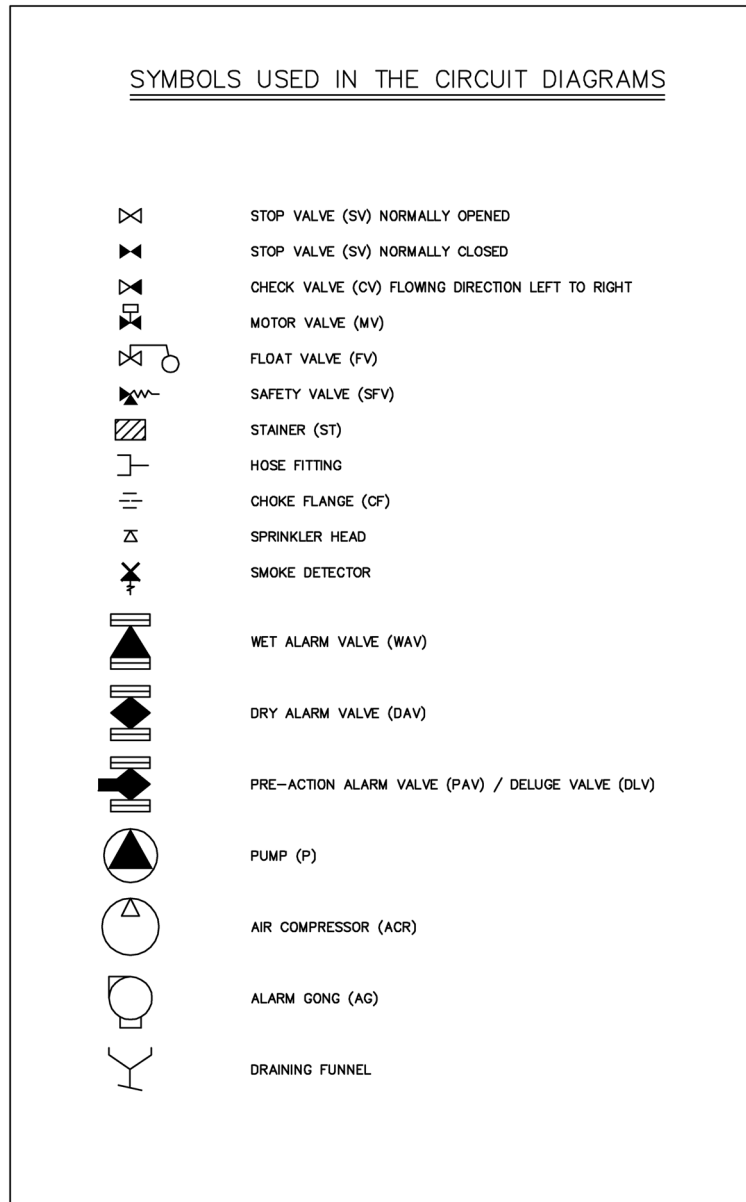 SYMBOLS USED IN THE CIRCUIT DIAGRAMS
STOP VALVE (SV) NORMALLY OPENED
STOP VALVE (SV) NORMALLY CLOSED
CHECK VALVE (CV) FLOWING DIRECTION LEFT TO RIGHT
MOTOR VALVE (MV)
FLOAT VALVE (FV)
SAFETY VALVE (SFV)
STAINER (ST)
HOSE FITTING
CHOKE FLANGE (CF)
SPRINKLER HEAD
SMOKE DETECTOR
WET ALARM VALVE (WAV)
DRY ALARM VALVE (DAV)
PRE-ACTION ALARM VALVE (PAV) / DELUGE VALVE (DLV)
PUMP (P)
AIR COMPRESSOR (ACR)
ALARM GONG (AG)
DRAINING FUNNEL